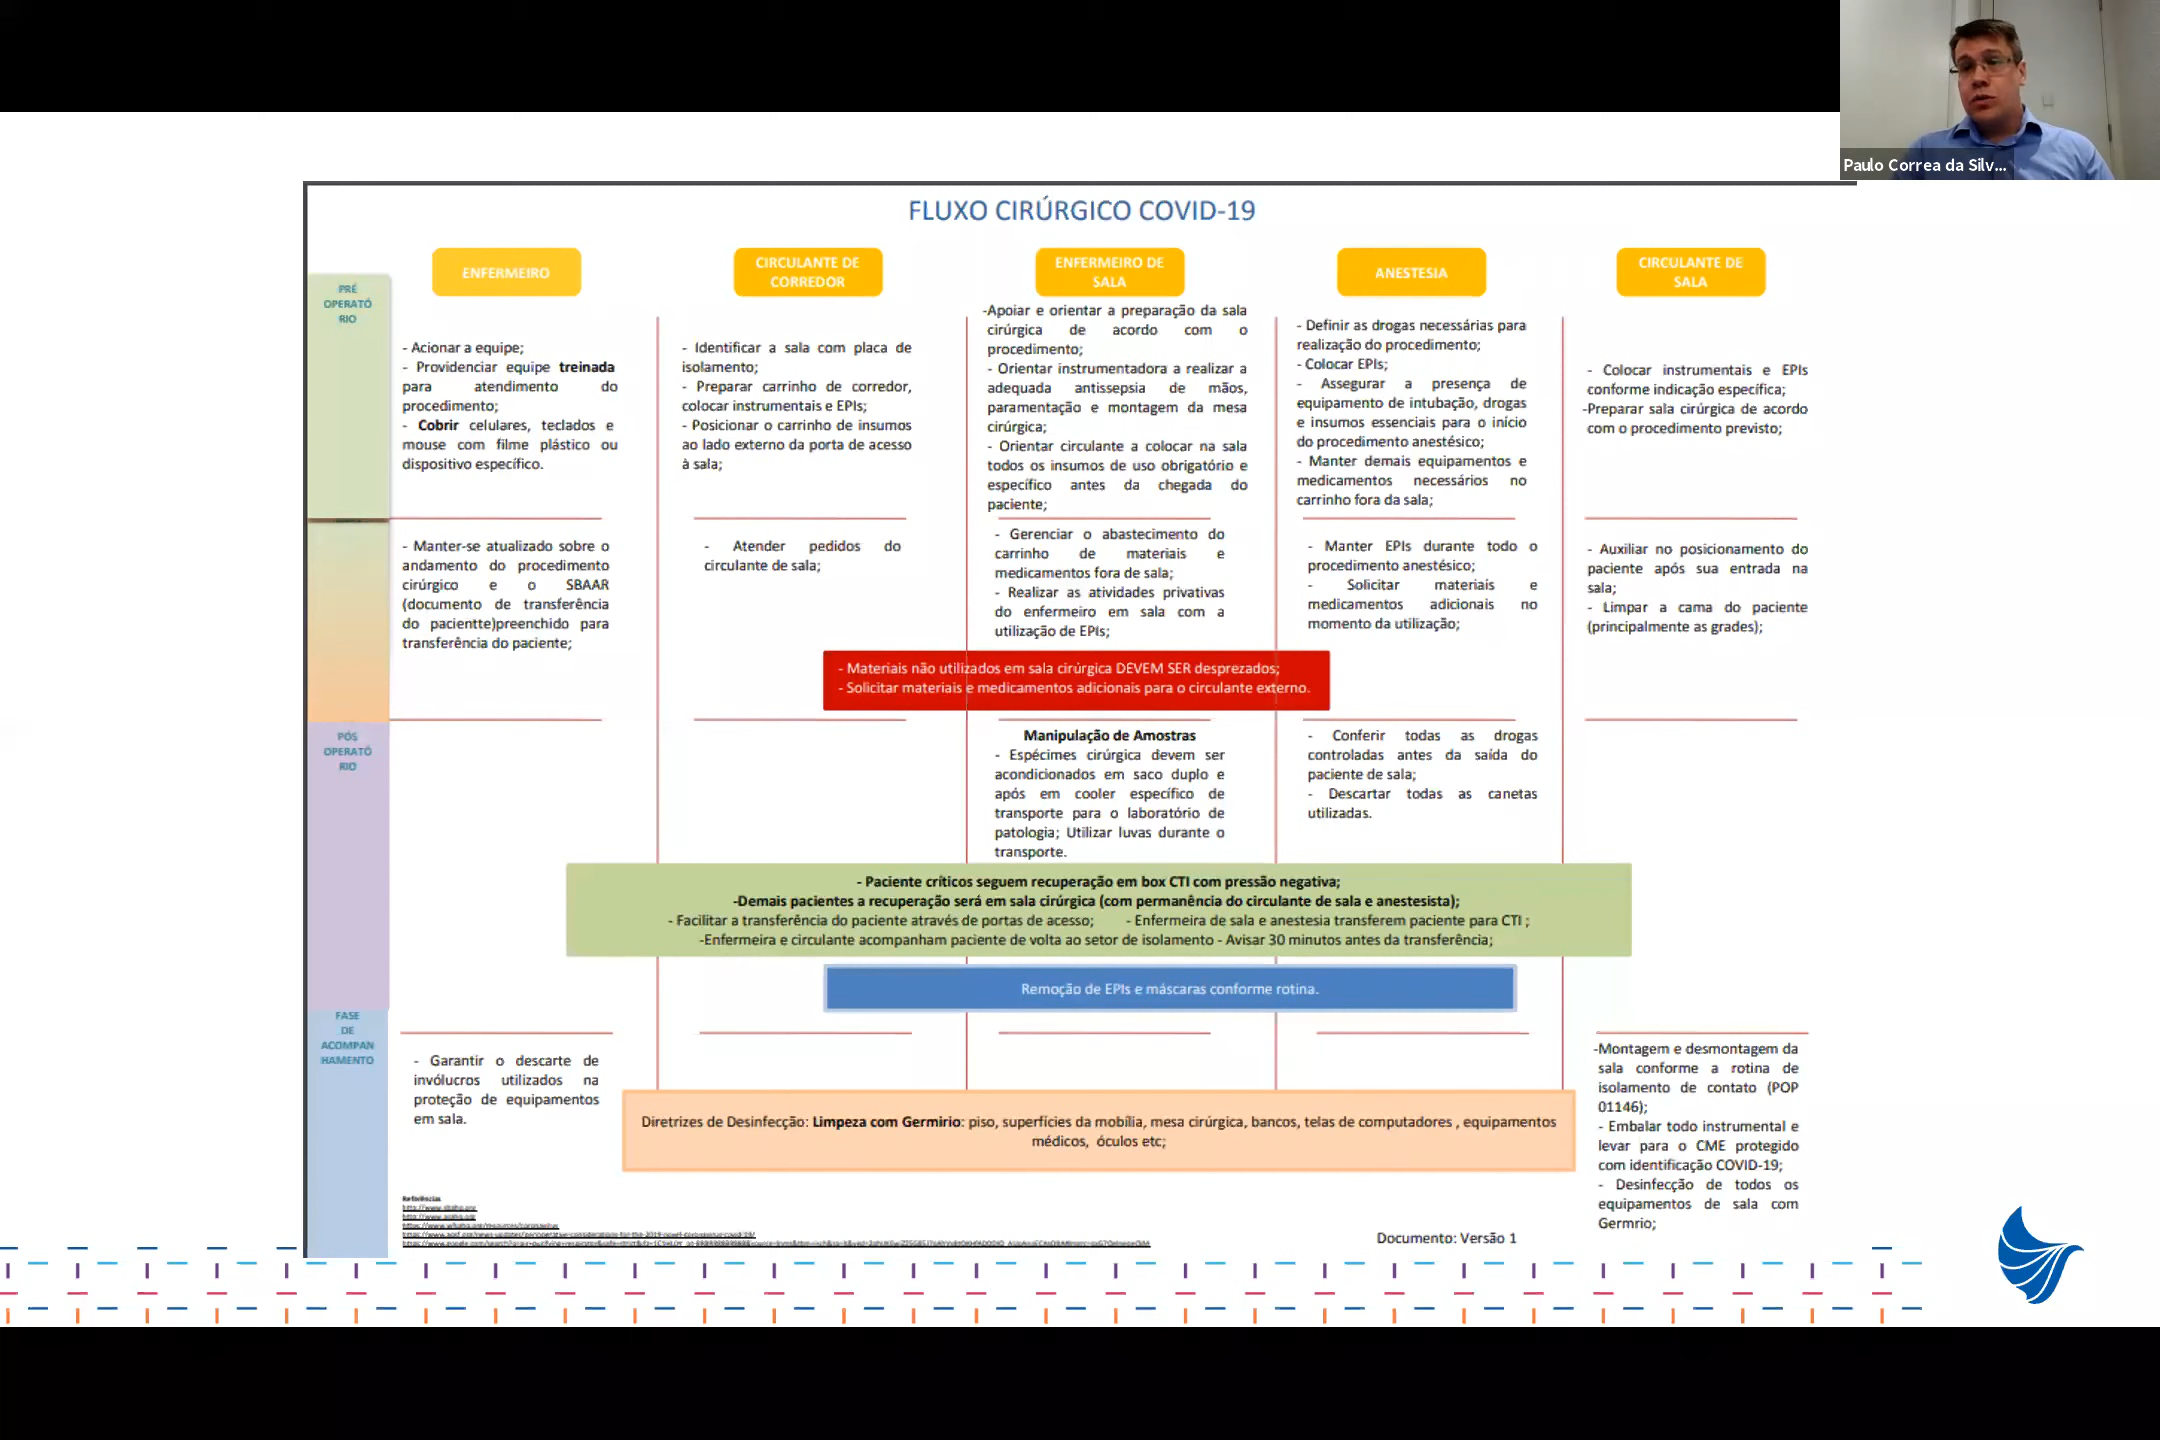 Paulo Correa da Silv...
FLUXO CIRÚRGICO COVID-19
ENFERMEIRO
CIRCULANTE DE
CORREDOR
ENFERMEIRO DE
SALA
ANESTESIA
CIRCULANTE DE
SALA
PRÉ
OPERATÓ
RIO
- Acionar a equipe;
- Providenciar equipe treinada
para atendimento do
procedimento;
- Cobrir celulares, teclados e
mouse com filme plástico ou
dispositivo específico.
- Identificar a sala com placa de
isolamento;
- Preparar carrinho de corredor,
colocar instrumentais e EPIs;
- Posicionar o carrinho de insumos
ao lado externo da porta de acesso
à sala;
-Apoiar e orientar a preparação da sala
cirúrgica de acordo com o
procedimento;
- Orientar instrumentadora a realizar a
adequada antissepsia de mãos,
paramentação e montagem da mesa
cirúrgica;
- Orientar circulante a colocar na sala
todos os insumos de uso obrigatório e
específico antes da chegada do
paciente;
- Definir as drogas necessárias para
realização do procedimento;
- Colocar EPIs;
- Assegurar a presença de
equipamento de intubação, drogas
e insumos essenciais para o início
do procedimento anestésico;
- Manter demais equipamentos e
medicamentos necessários no
carrinho fora da sala;
- Colocar instrumentais e EPIs
conforme indicação específica;
-Preparar sala cirúrgica de acordo
com o procedimento previsto;
- Manter-se atualizado sobre o
andamento do procedimento
cirúrgico e o SBAAR
(documento de transferência
do pacientte)preenchido para
transferência do paciente;
- Atender pedidos do
circulante de sala;
- Gerenciar o abastecimento do
carrinho de materiais e
medicamentos fora de sala;
- Realizar as atividades privativas
do enfermeiro em sala com a
utilização de EPIs;
- Manter EPIs durante todo o
procedimento anestésico;
- Solicitar materiais e
medicamentos adicionais no
momento da utilização;
- Auxiliar no posicionamento do
paciente após sua entrada na
sala;
- Limpar a cama do paciente
(principalmente as grades);
- Materiais não utilizados em sala cirúrgica DEVEM SER desprezados;
- Solicitar materiais e medicamentos adicionais para o circulante externo.
PÓS
OPERATÓ
RIO
Manipulação de Amostras
- Espécimes cirúrgica devem ser
acondicionados em saco duplo e
após em cooler específico de
transporte para o laboratório de
patologia; Utilizar luvas durante o
transporte.
- Conferir todas as drogas
controladas antes da saída do
paciente de sala;
- Descartar todas as canetas
utilizadas.
- Paciente críticos seguem recuperação em box CTI com pressão negativa;
-Demais pacientes a recuperação será em sala cirúrgica (com permanência do circulante de sala e anestesista);
- Facilitar a transferência do paciente através de portas de acesso; - Enfermeira de sala e anestesia transferem paciente para CTI ;
-Enfermeira e circulante acompanham paciente de volta ao setor de isolamento - Avisar 30 minutos antes da transferência;
Remoção de EPIs e máscaras conforme rotina.
FASE
DE
ACOMPAN
HAMENTO
- Garantir o descarte de
invólucros utilizados na
proteção de equipamentos
em sala.
Diretrizes de Desinfecção: Limpeza com Germirio: piso, superfícies da mobília, mesa cirúrgica, bancos, telas de computadores , equipamentos
médicos, óculos etc;
-Montagem e desmontagem da
sala conforme a rotina de
isolamento de contato (POP
01146);
- Embalar todo instrumental e
levar para o CME protegido
com identificação COVID-19;
- Desinfecção de todos os
equipamentos de sala com
Germrio;
Referências
Documento: Versão 1